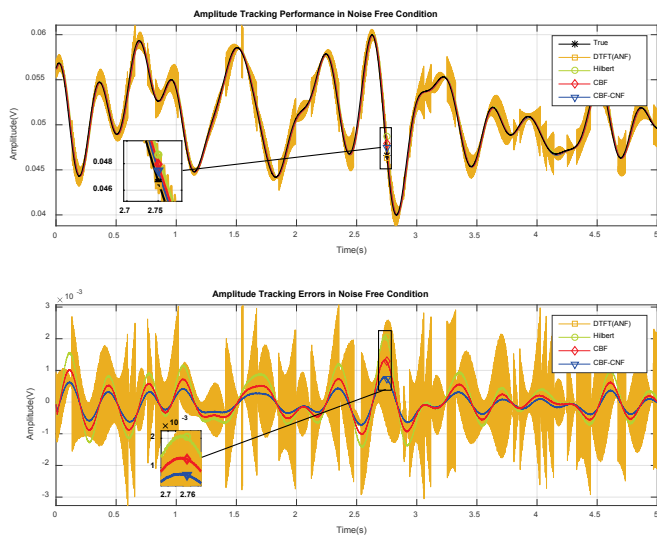 Amplitude Tracking Performance in Noise Free Condition
0.06
0.055
0.05
0.045
0.04
Amplitude(V)
True
DTFT(ANF)
Hilbert
CBF
CBF-CNF
0.048
0.046
2.7 2.75
0 0.5 1 1.5 2 2.5 3 3.5 4 4.5 5
Time(s)
Amplitude Tracking Errors in Noise Free Condition
× 10 -3
3
2
1
0
-1
-2
-3
Amplitude(V)
DTFT(ANF)
Hilbert
CBF
CBF-CNF
× 10 -3
2
1
2.7 2.76
0 0.5 1 1.5 2 2.5 3 3.5 4 4.5 5
Time(s)